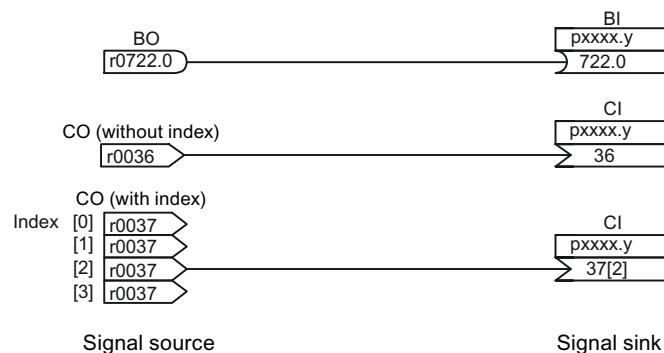 BO
BI
pxxxx.y
r0722.0
722.0
CI
CO (without index)
pxxxx.y
r0036
36
CO (with index)
Index [0] r0037
CI
[1] r0037
pxxxx.y
[2] r0037
37[2]
[3] r0037
Signal source
Signal sink